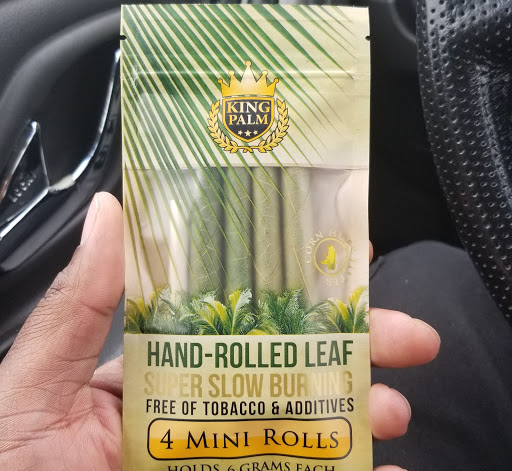 KING
PALM
HAND-ROLLED LEAF
SUPER SLOW BURNING
FREE OF TOBACCO & ADDITIVES
4 MINI ROLLS
HOLDS .6 GRAMS EACH
CORN